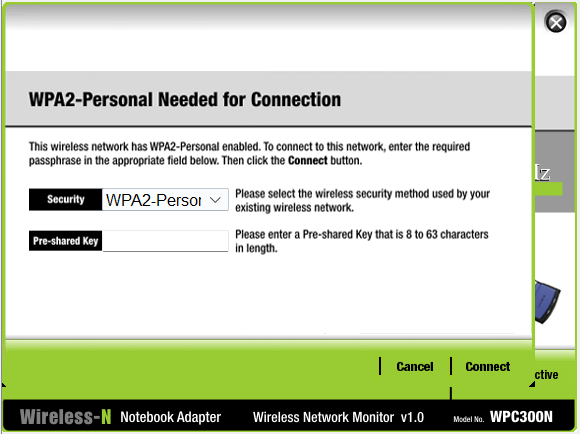 WPA2-Personal Needed for Connection
This wireless network has WPA2-Personal enabled. To connect to this network, enter the required
passphrase in the appropriate field below. Then click the Connect button.
Security WPA2-Persor Please select the wireless security method used by your
existing wireless network.
Pre-shared Key Please enter a Pre-shared Key that is 8 to 63 characters
in length.
Hz
Cancel Connect
ctive
Wireless-N Notebook Adapter Wireless Network Monitor v1.0 Model No. WPC300N